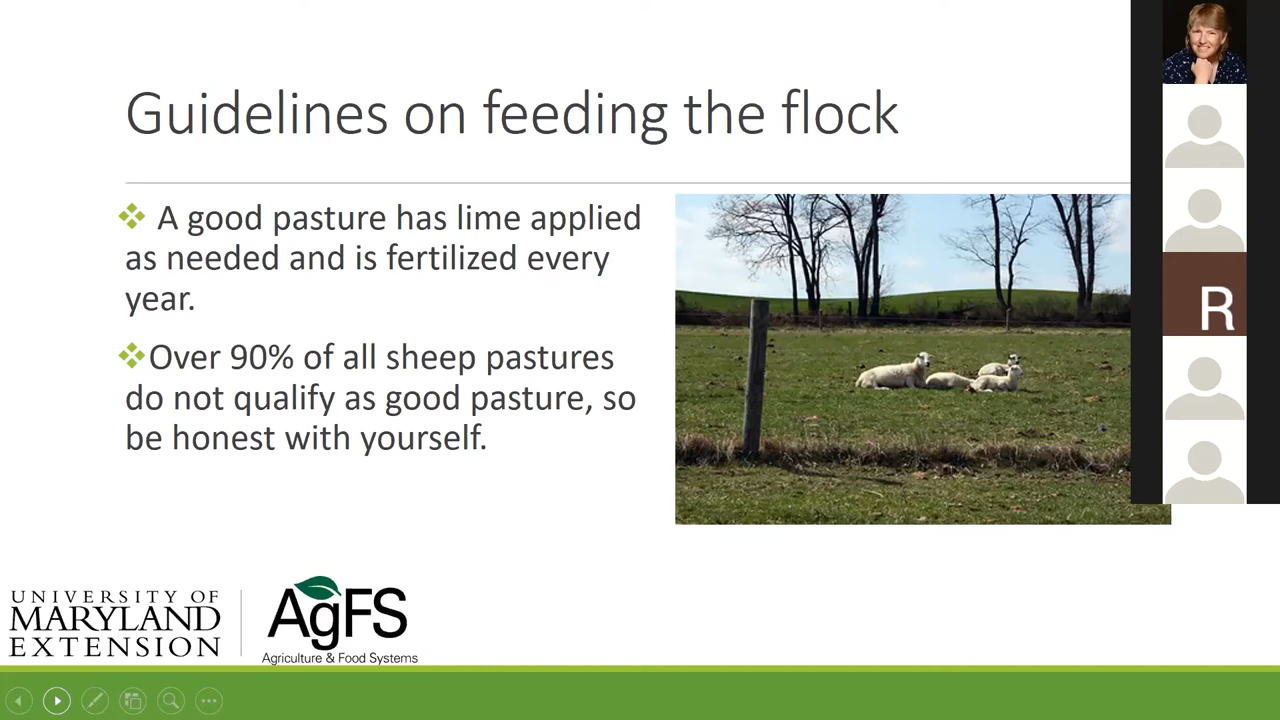 Guidelines on feeding the flock
❖ A good pasture has lime applied
as needed and is fertilized every
year.
❖Over 90% of all sheep pastures
do not qualify as good pasture, so
be honest with yourself.
R
UNIVERSITY OF
MARYLAND
EXTENSION
AgFS
Agriculture & Food Systems